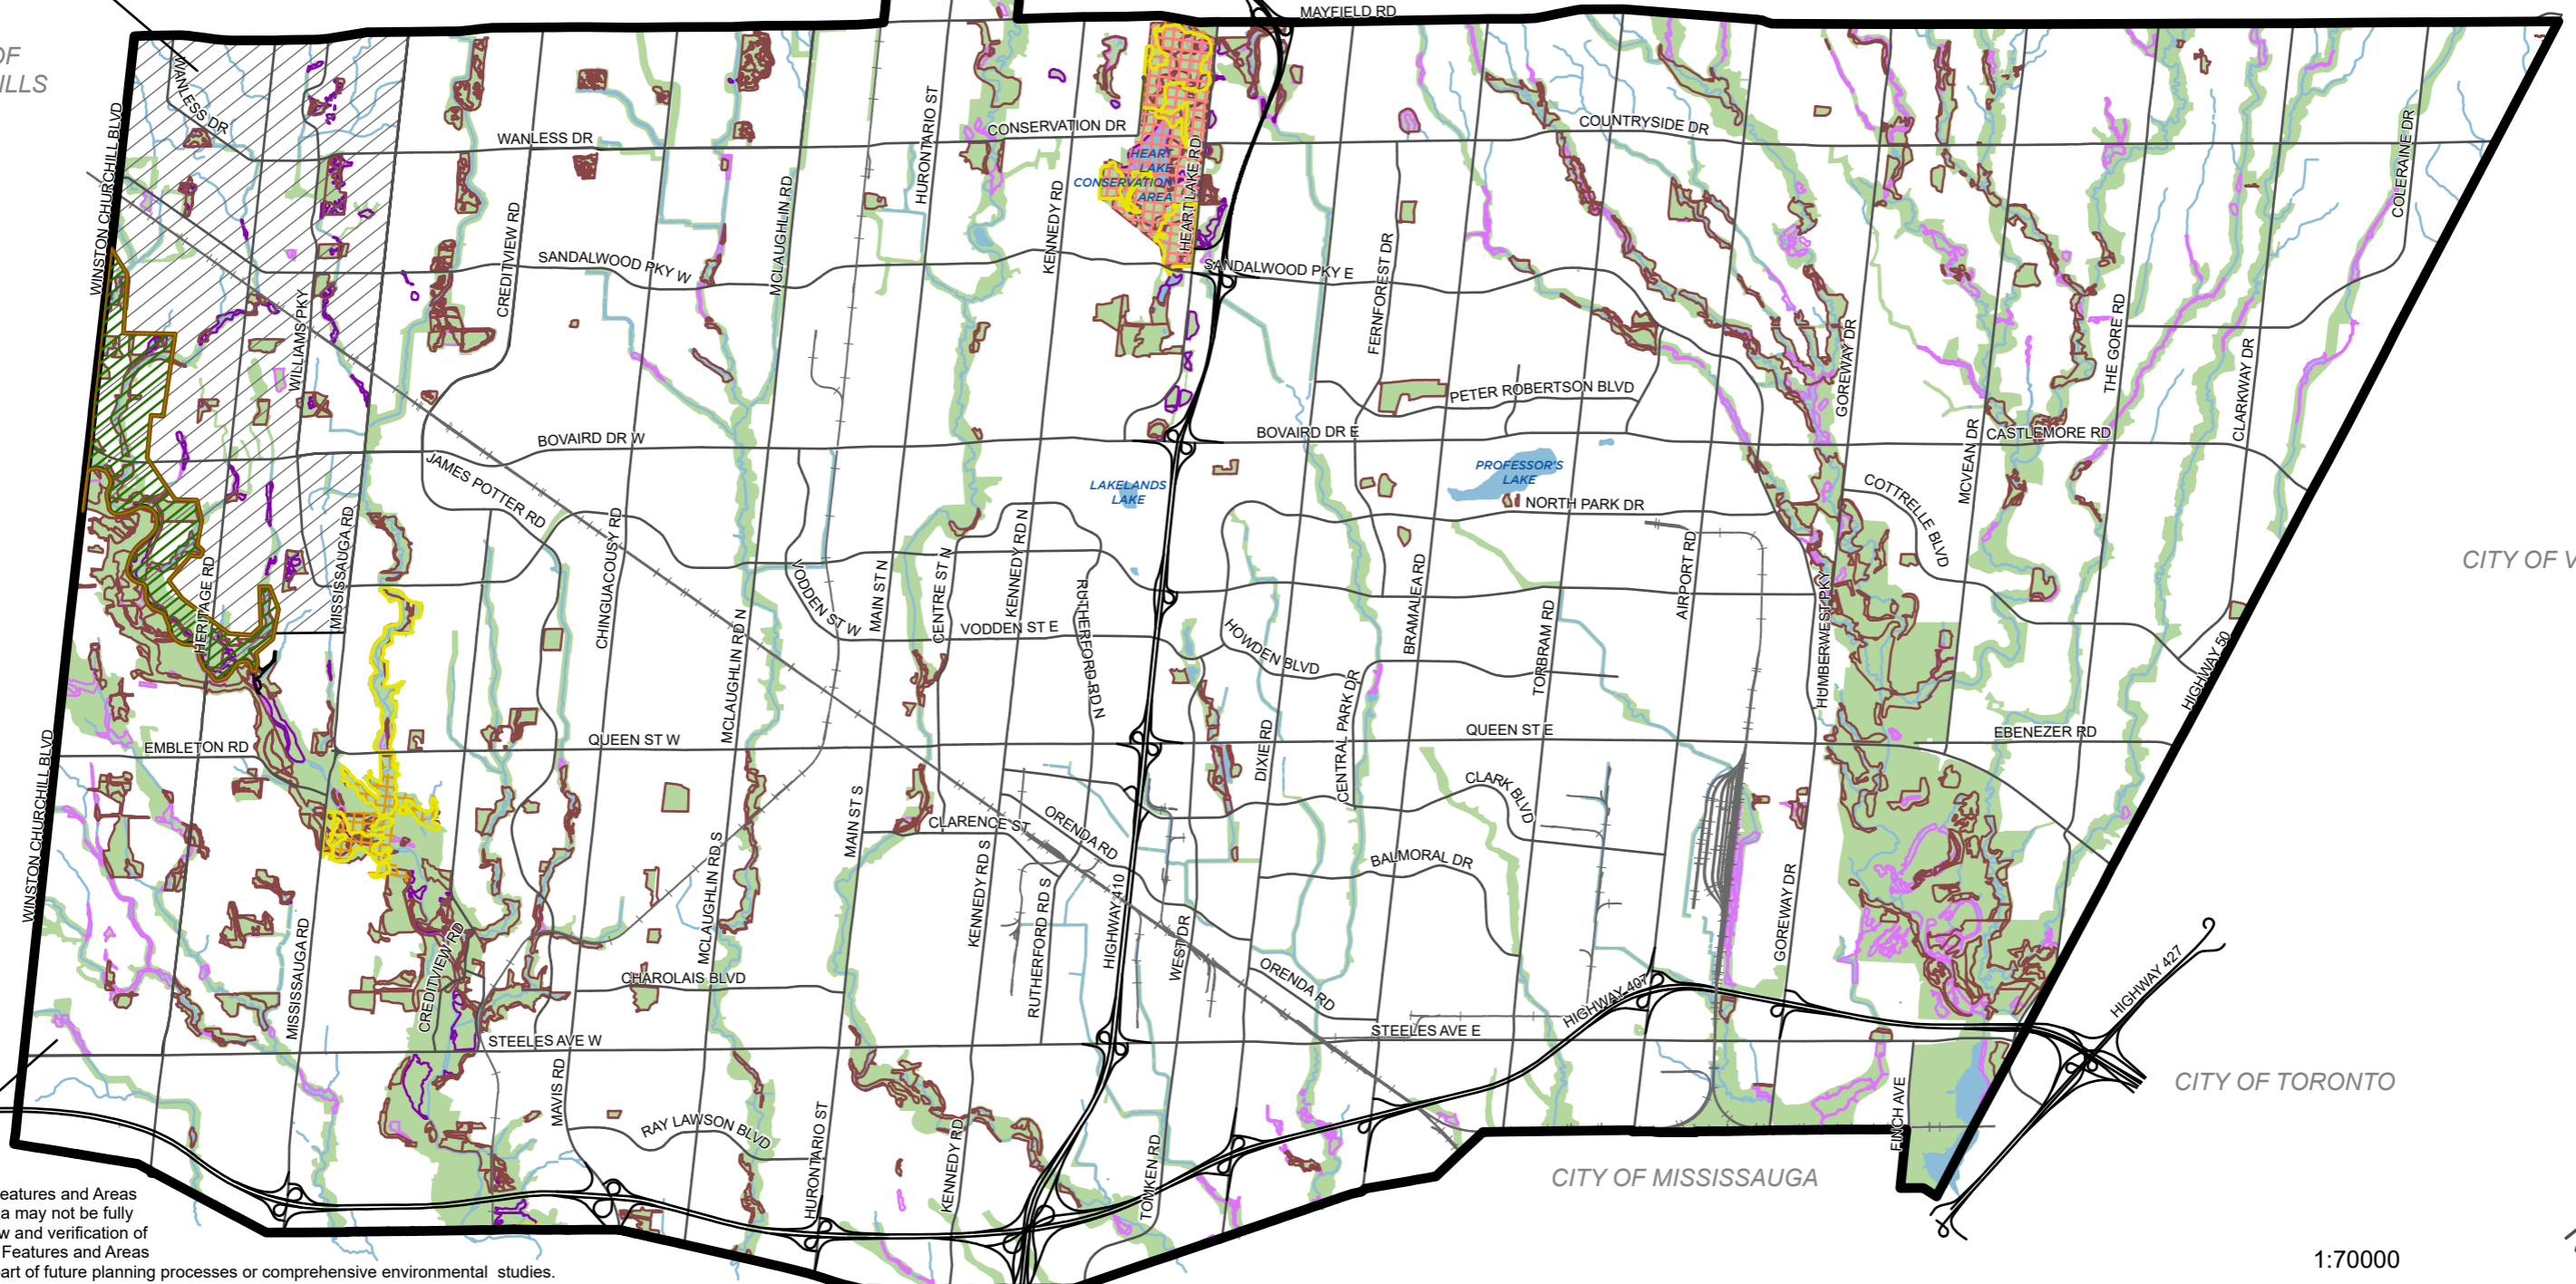 MAYFIELD RD
OF
ILLS
WANLESS DR
WINSTON CHURCHILL BLVD
WANLESS DR
HURONTARIO ST
CONSERVATION DR
HEART
LAKE
CONSERVATION
AREA
HEART LAKE RD
COUNTRYSIDE DR
COLERAINE DR
CREDITVIEW RD
MCLAUGHLIN RD
KENNEDY RD
SANDALWOOD PKY W
SANDALWOOD PKY E
FERNFOREST DR
WILLIAMS PKY
GOREWAY DR
THE GORE RD
CLARKWAY DR
PETER ROBERTSON BLVD
BOVAIRD DR W
BOVAIRD DR E
CASTLEMORE RD
MCVEAN DR
JAMES POTTER RD
LAKELANDS
LAKE
PROFESSOR'S
LAKE
NORTH PARK DR
COTTRELLE BLVD
MISSISSAUGA RD
CHINGUACOUSY RD
VODDEN ST W
MAIN ST N
CENTRE ST N
KENNEDY RD N
RUTHERFORD RD N
VODDEN ST E
HOWDEN BLVD
BRAMALEA RD
TORBRAM RD
AIRPORT RD
HUMBERWEST PKY
CITY OF V
HERITAGE RD
MCLAUGHLIN RD N
CENTRAL PARK DR
DIXIE RD
HIGHWAY 50
EMBLETON RD
QUEEN ST W
QUEEN ST E
EBENEZER RD
WINSTON CHURCHILL BLVD
MAIN ST S
CLARENCE ST
ORENDA RD
CLARK BLVD
BALMORAL DR
MCLAUGHLIN RD S
KENNEDY RD S
RUTHERFORD RD S
HIGHWAY 410
WEST DR
GOREWAY DR
MISSISSAUGA RD
CREDITVIEW RD
CHAROLAIS BLVD
ORENDA RD
HIGHWAY 407
HIGHWAY 427
STEELES AVE W
STEELES AVE E
CITY OF TORONTO
MAVIS RD
RAY LAWSON BLVD
HURONTARIO ST
KENNEDY RD
TOMKEN RD
FINCH AVE
CITY OF MISSISSAUGA
eatures and Areas
a may not be fully
w and verification of
Features and Areas
part of future planning processes or comprehensive environmental studies.
1:70000